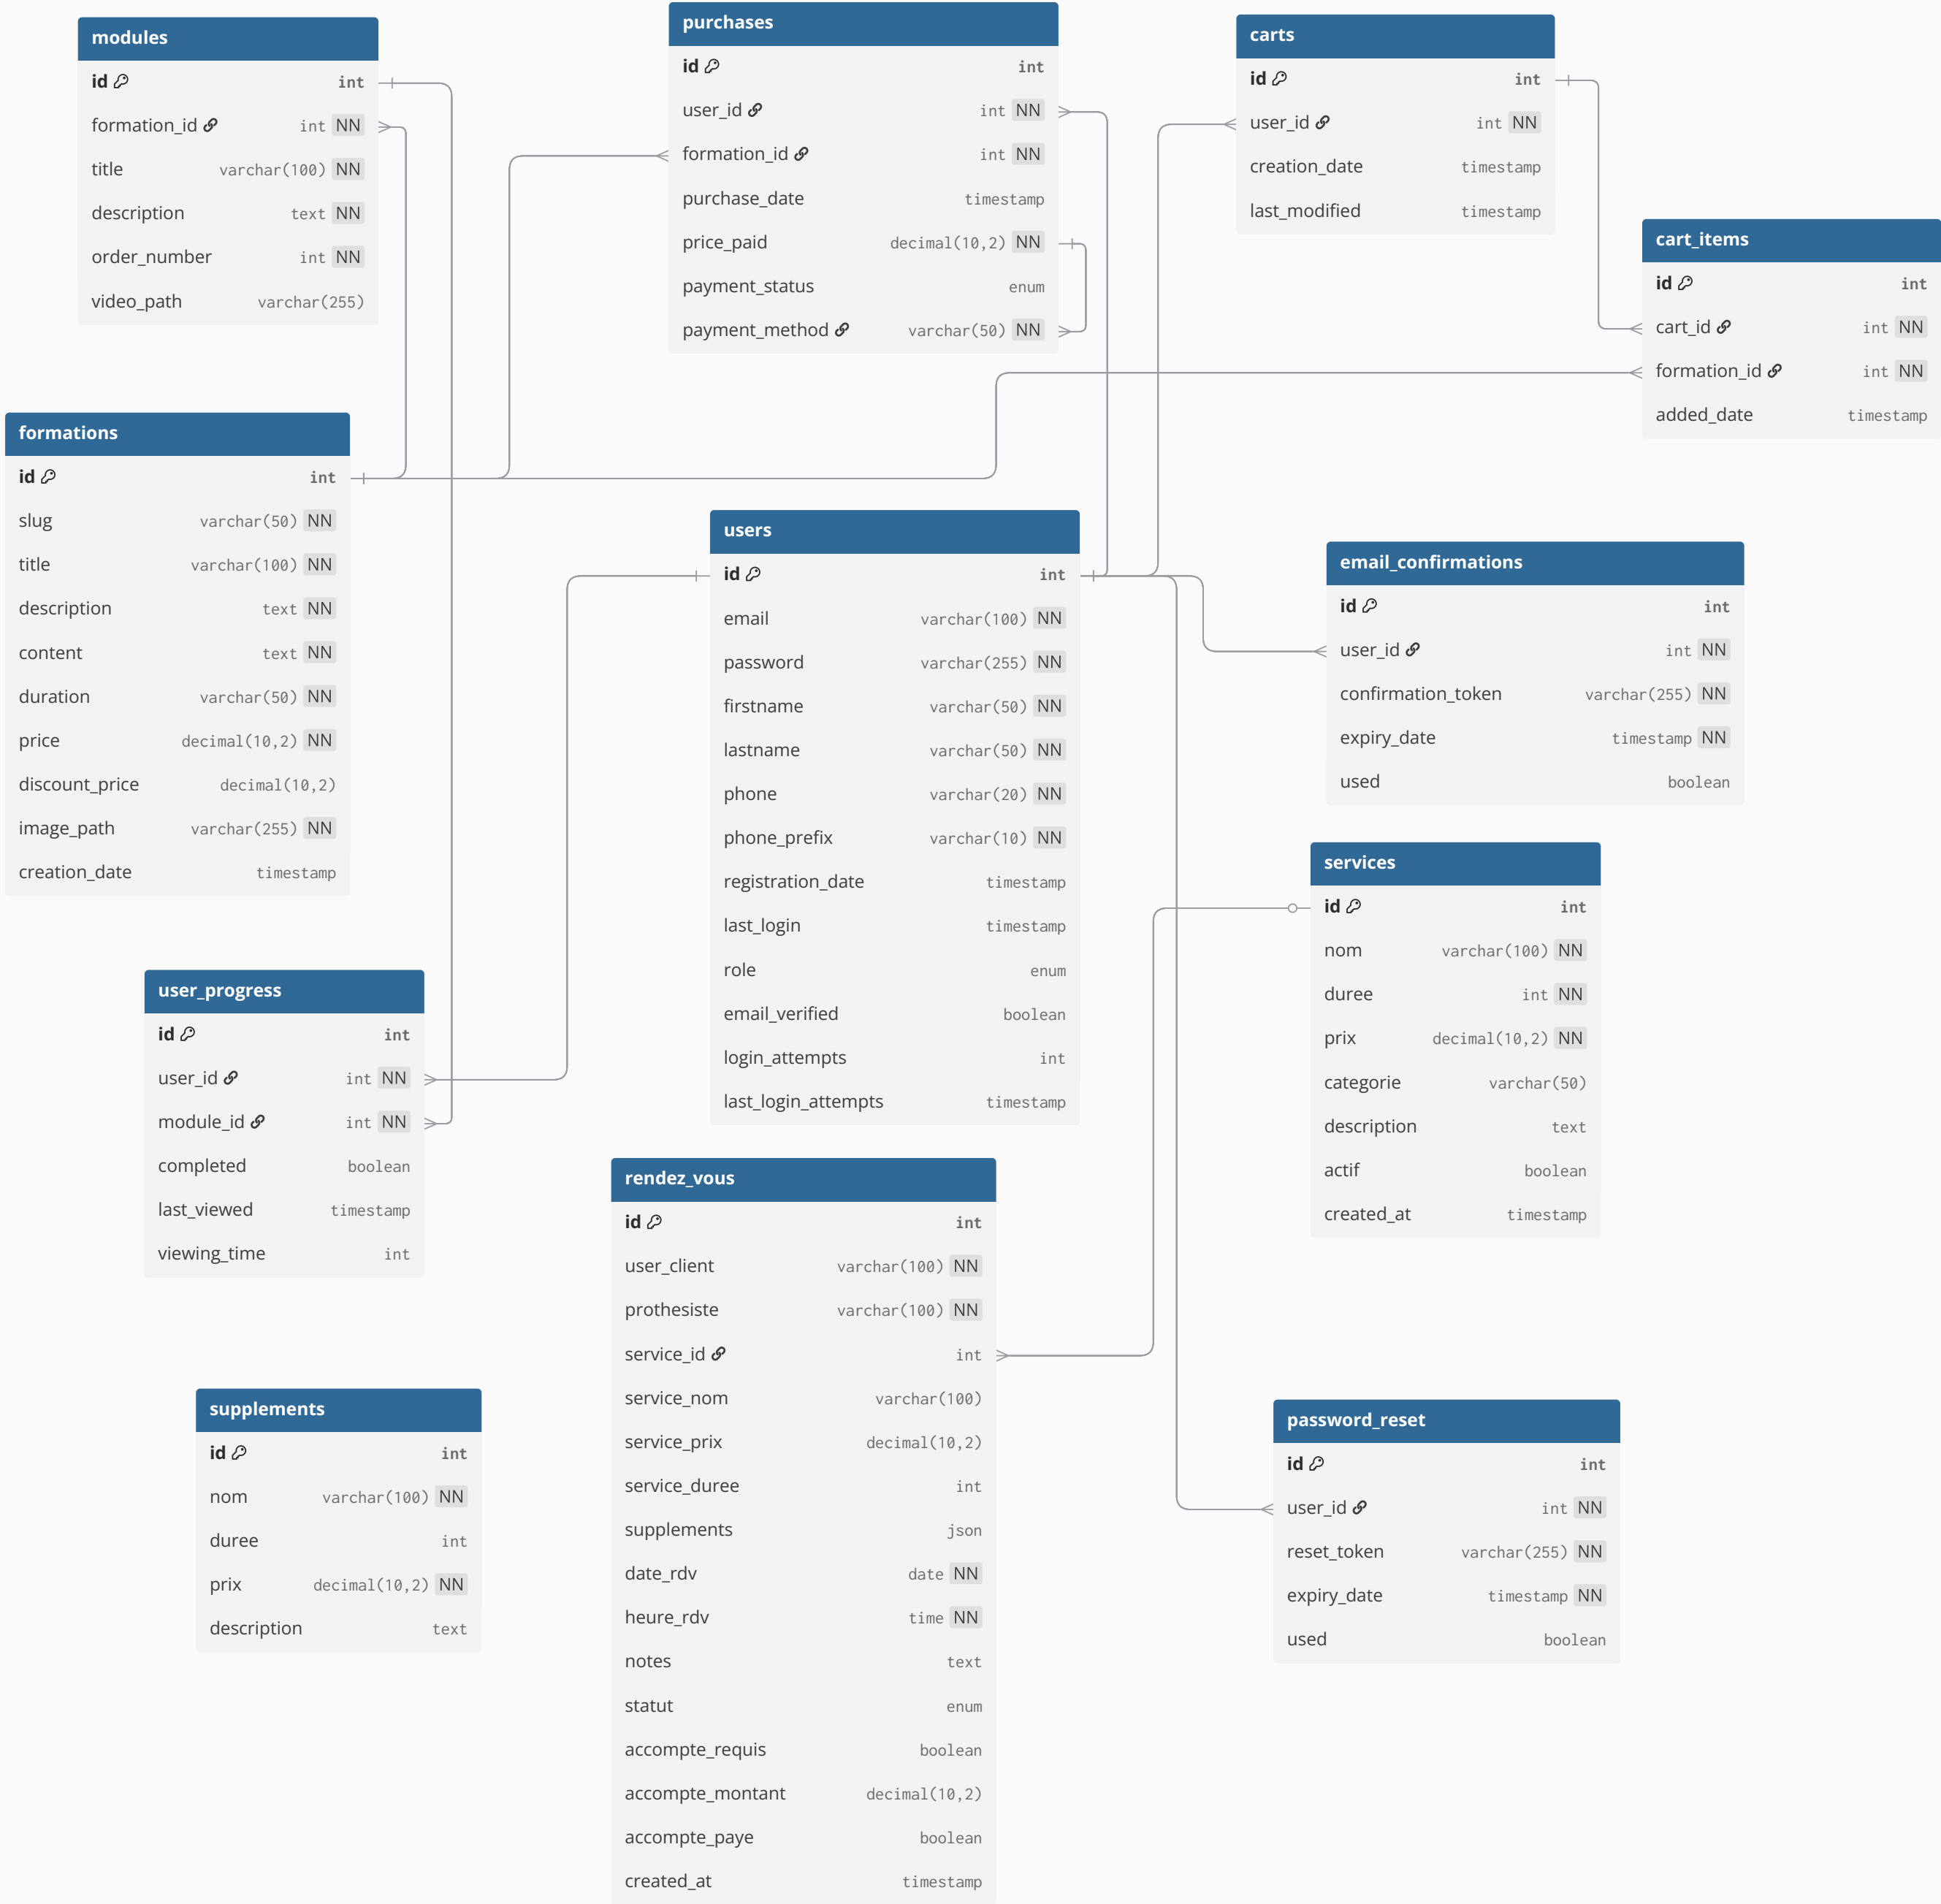 modules
id int
formation_id int NN
title varchar(100) NN
description text NN
order_number int NN
video_path varchar(255)
purchases
id int
user_id int NN
formation_id int NN
purchase_date timestamp
price_paid decimal(10,2) NN
payment_status enum
payment_method varchar(50) NN
carts
id int
user_id int NN
creation_date timestamp
last_modified timestamp
cart_items
id int
cart_id int NN
formation_id int NN
added_date timestamp
formations
id int
slug varchar(50) NN
title varchar(100) NN
description text NN
content text NN
duration varchar(50) NN
price decimal(10,2) NN
discount_price decimal(10,2)
image_path varchar(255) NN
creation_date timestamp
users
id int
email varchar(100) NN
password varchar(255) NN
firstname varchar(50) NN
lastname varchar(50) NN
phone varchar(20) NN
phone_prefix varchar(10) NN
registration_date timestamp
last_login timestamp
role enum
email_verified boolean
login_attempts int
last_login_attempts timestamp
email_confirmations
id int
user_id int NN
confirmation_token varchar(255) NN
expiry_date timestamp NN
used boolean
services
id int
nom varchar(100) NN
duree int NN
prix decimal(10,2) NN
categorie varchar(50)
description text
actif boolean
created_at timestamp
user_progress
id int
user_id int NN
module_id int NN
completed boolean
last_viewed timestamp
viewing_time int
rendez_vous
id int
user_client varchar(100) NN
prothesiste varchar(100) NN
service_id int
service_nom varchar(100)
service_prix decimal(10,2)
service_duree int
supplements json
date_rdv date NN
heure_rdv time NN
notes text
statut enum
accompte_requis boolean
accompte_montant decimal(10,2)
accompte_paye boolean
created_at timestamp
supplements
id int
nom varchar(100) NN
duree int
prix decimal(10,2) NN
description text
password_reset
id int
user_id int NN
reset_token varchar(255) NN
expiry_date timestamp NN
used boolean